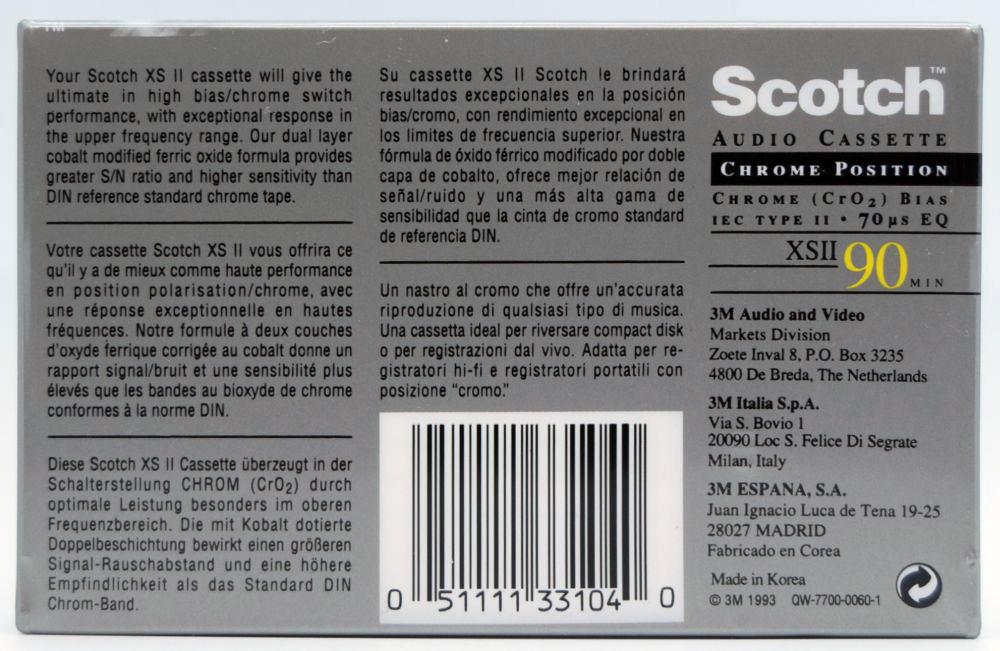 Your Scotch XS II cassette will give the
ultimate in high bias/chrome switch
performance, with exceptional response in
the upper frequency range. Our dual layer
cobalt modified ferric oxide formula provides
greater S/N ratio and higher sensitivity than
DIN reference standard chrome tape.
Votre cassette Scotch XS II vous offrira ce
qu'il y a de mieux comme haute performance
en position polarisation/chrome, avec
une réponse exceptionnelle en hautes
fréquences. Notre formule à deux couches
d'oxyde ferrique corrigée au cobalt donne un
rapport signal/bruit et une sensibilité plus
élevés que les bandes au bioxyde de chrome
conformes à la norme DIN.
Diese Scotch XS II Cassette überzeugt in der
Schalterstellung CHROM (CrO2) durch
optimale Leistung besonders im oberen
Frequenzbereich. Die mit Kobalt dotierte
Doppelbeschichtung bewirkt einen größeren
Signal-Rauschabstand und eine höhere
Empfindlichkeit als das Standard DIN
Chrom-Band.
Su cassette XS II Scotch le brindará
resultados excepcionales en la posición
bias/cromo, con rendimiento excepcional en
los limites de frecuencia superior. Nuestra
fórmula de óxido férrico modificado por doble
capa de cobalto, ofrece mejor relación de
señal/ruido y una más alta gama de
sensibilidad que la cinta de cromo standard
de referencia DIN.
Un nastro al cromo che offre un'accurata
riproduzione di qualsiasi tipo di musica.
Una cassetta ideal per riversare compact disk
o per registrazioni dal vivo. Adatta per re-
gistratori hi-fi e registratori portatili con
posizione "cromo."
0 51111 33104 0
Scotch™
AUDIO CASSETTE
CHROME POSITION
CHROME (CrO2) BIAS
IEC TYPE II • 70µs EQ
XSII 90 MIN
3M Audio and Video
Markets Division
Zoete Inval 8, P.O. Box 3235
4800 De Breda, The Netherlands
3M Italia S.p.A.
Via S. Bovio 1
20090 Loc S. Felice Di Segrate
Milan, Italy
3M ESPANA, S.A.
Juan Ignacio Luca de Tena 19-25
28027 MADRID
Fabricado en Corea
Made in Korea
© 3M 1993 QW-7700-0060-1
TM